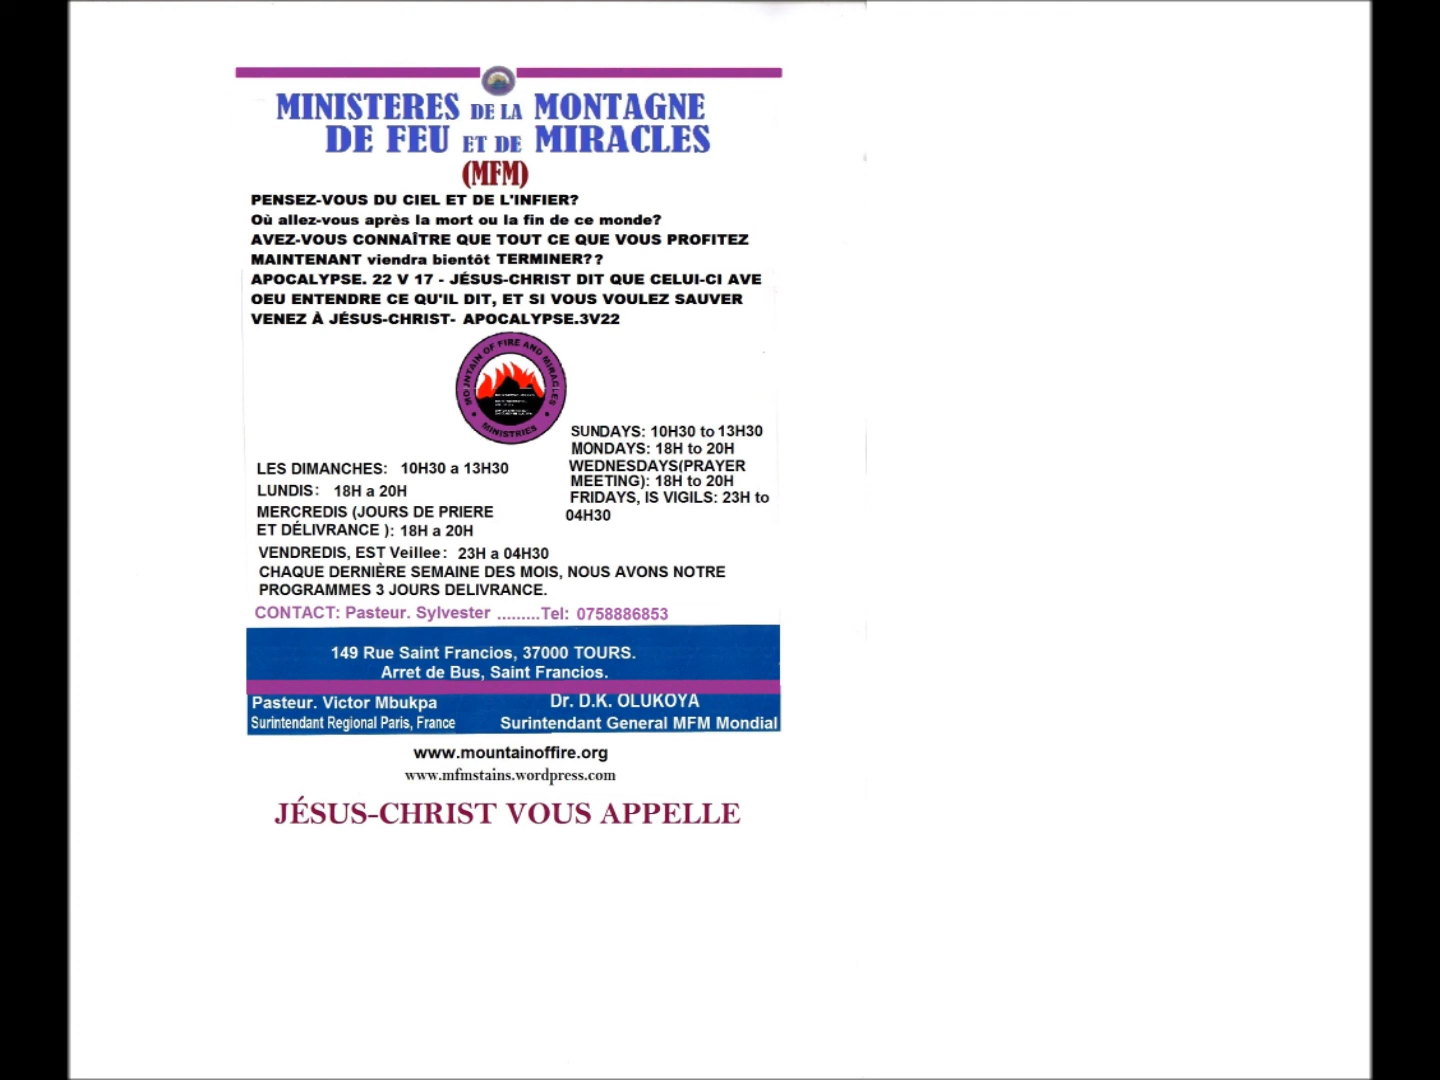 MINISTERES DE LA MONTAGNE
DE FEU ET DE MIRACLES
(MFM)
PENSEZ-VOUS DU CIEL ET DE L'INFIER?
Où allez-vous après la mort ou la fin de ce monde?
AVEZ-VOUS CONNAÎTRE QUE TOUT CE QUE VOUS PROFITEZ
MAINTENANT viendra bientôt TERMINER??
APOCALYPSE. 22 V 17 - JÉSUS-CHRIST DIT QUE CELUI-CI AVE
OEU ENTENDRE CE QU'IL DIT, ET SI VOUS VOULEZ SAUVER
VENEZ À JÉSUS-CHRIST- APOCALYPSE.3V22
MOUNTAIN OF FIRE AND MIRACLES
MINISTRIES
LES DIMANCHES: 10H30 a 13H30
LUNDIS: 18H a 20H
MERCREDIS (JOURS DE PRIERE
ET DÉLIVRANCE ): 18H a 20H
VENDREDIS, EST Veillee: 23H a 04H30
SUNDAYS: 10H30 to 13H30
MONDAYS: 18H to 20H
WEDNESDAYS(PRAYER
MEETING): 18H to 20H
FRIDAYS, IS VIGILS: 23H to
04H30
CHAQUE DERNIÈRE SEMAINE DES MOIS, NOUS AVONS NOTRE
PROGRAMMES 3 JOURS DELIVRANCE.
CONTACT: Pasteur. Sylvester .........Tel: 0758886853
149 Rue Saint Francios, 37000 TOURS.
Arret de Bus, Saint Francios.
Pasteur. Victor Mbukpa
Surintendant Regional Paris, France
Dr. D.K. OLUKOYA
Surintendant General MFM Mondial
www.mountainoffire.org
www.mfmstains.wordpress.com
JÉSUS-CHRIST VOUS APPELLE